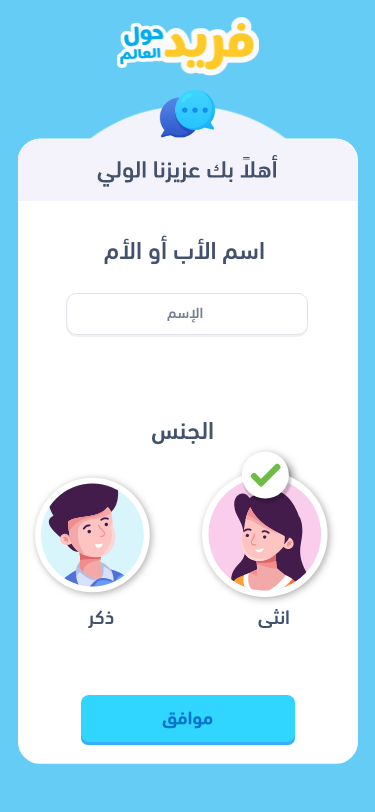 فريد حول
العالم
أهلاً بك عزيزنا الولي
اسم الأب أو الأم
الإسم
الجنس
انثى
ذكر
موافق